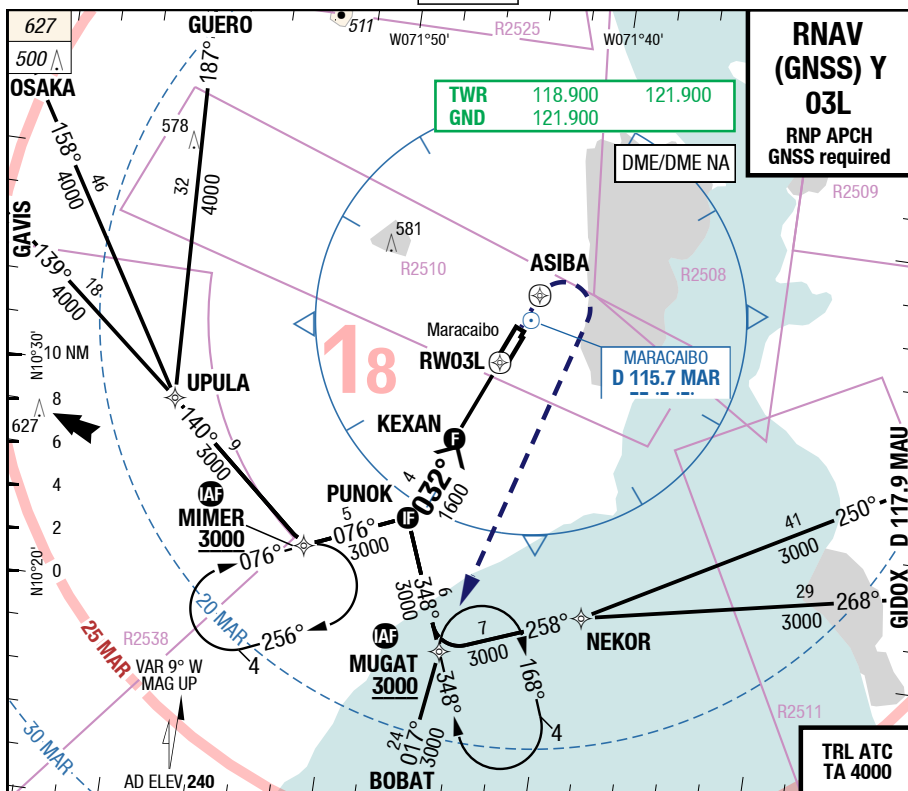 627
500
GUERO
511
R2525
W071°50'
W071°40'
RNAV
(GNSS) Y
03L
RNP APCH
GNSS required
OSAKA
187°
TWR 118.900 121.900
GND 121.900
DME/DME NA
578
158°
46
4000
32
4000
R2509
GAVIS
139°
18
4000
581
R2510
ASIBA
R2508
N10°30'
10 NM
Maracaibo
RW03L
18
MARACAIBO
D 115.7 MAR
UPULA
8
627
6
4
2
0
N10°20'
140°
9
3000
KEXAN
F
4
032°
1600
IAF
MIMER
3000
PUNOK
IF
5
076°
3000
076°
256°
4
20 MAR
25 MAR
30 MAR
R2538
VAR 9° W
MAG UP
AD ELEV 240
348°
6
3000
IAF
MUGAT
3000
7
258°
3000
NEKOR
168°
348°
4
24
017°
3000
BOBAT
41
250°
3000
D 117.9 MAU
29
268°
3000
GIDOX
R2511
TRL ATC
TA 4000